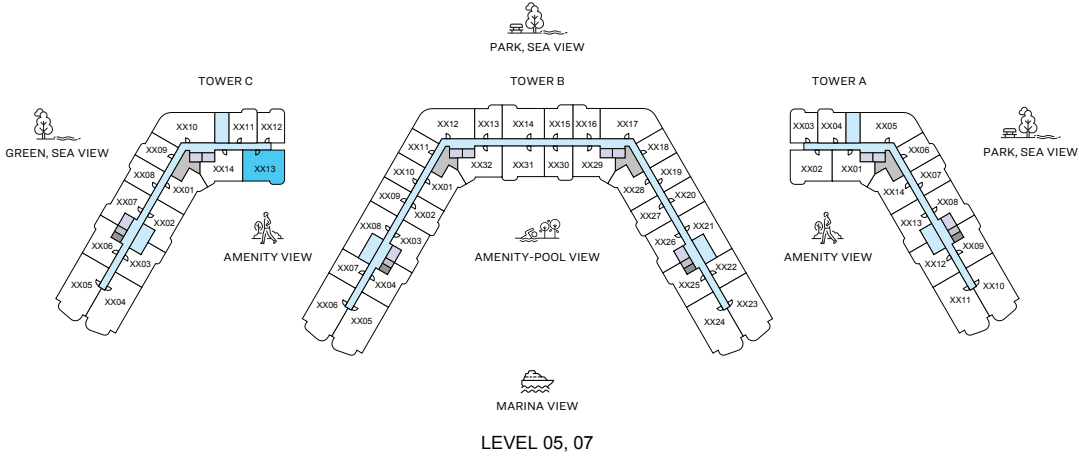 PARK, SEA VIEW
TOWER C
TOWER B
TOWER A
GREEN, SEA VIEW
PARK, SEA VIEW
XX10
XX11
XX12
XX09
XX13
XX14
XX08
XX01
XX07
XX02
XX06
XX03
XX05
XX04
AMENITY VIEW
XX12
XX13
XX14
XX15
XX16
XX17
XX11
XX32
XX31
XX30
XX29
XX18
XX10
XX01
XX28
XX19
XX09
XX02
XX27
XX20
XX08
XX03
XX26
XX21
XX07
XX04
XX25
XX22
XX06
XX05
XX24
XX23
AMENITY-POOL VIEW
XX03
XX04
XX05
XX02
XX01
XX06
XX14
XX07
XX13
XX08
XX12
XX09
XX11
XX10
AMENITY VIEW
MARINA VIEW
LEVEL 05, 07